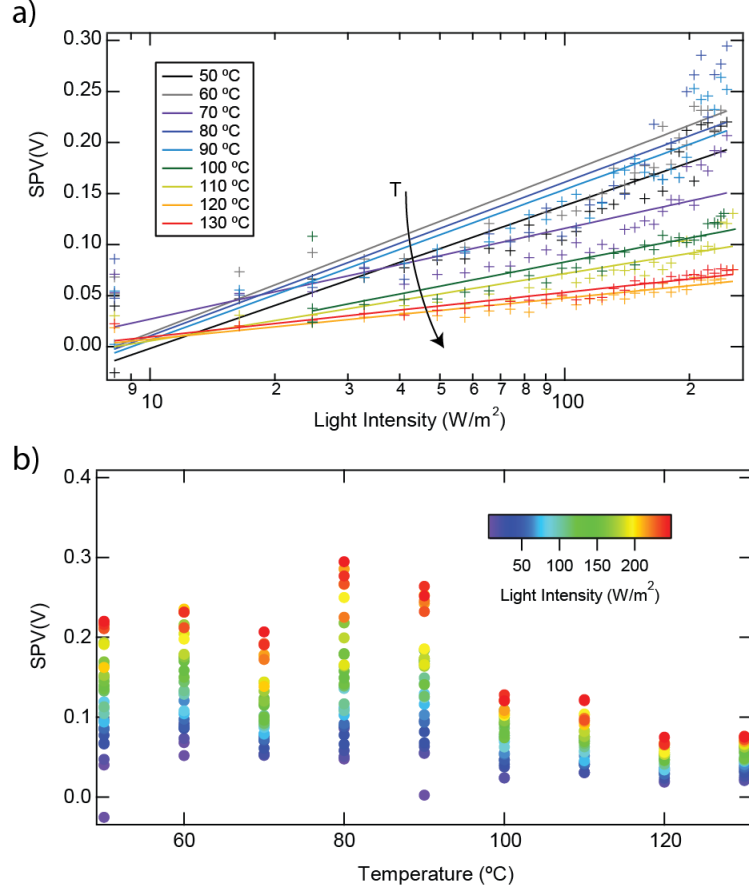 a)
0.30
0.25
0.20
0.15
0.10
0.05
0.00
SPV(V)
50 ºC
60 ºC
70 ºC
80 ºC
90 ºC
100 ºC
110 ºC
120 ºC
130 ºC
T
9 10 2 3 4 5 6 7 8 9 100 2
Light Intensity (W/m²)
b)
0.4
0.3
0.2
0.1
0.0
SPV(V)
50 100 150 200
Light Intensity (W/m²)
60 80 100 120
Temperature (ºC)